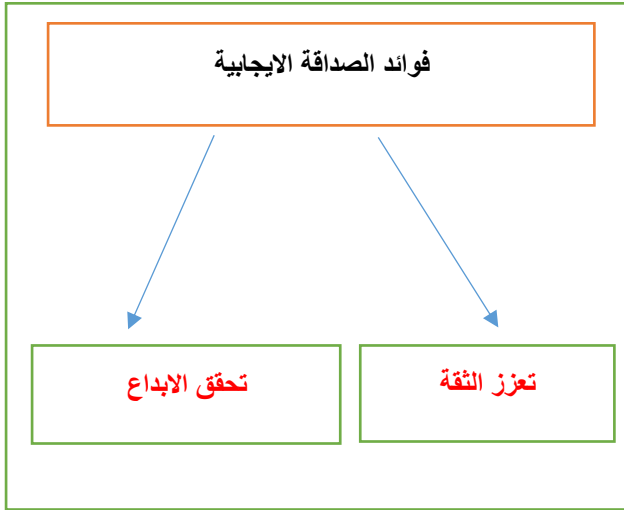 فوائد الصداقة الايجابية
تعزز الثقة
تحقق الابداع